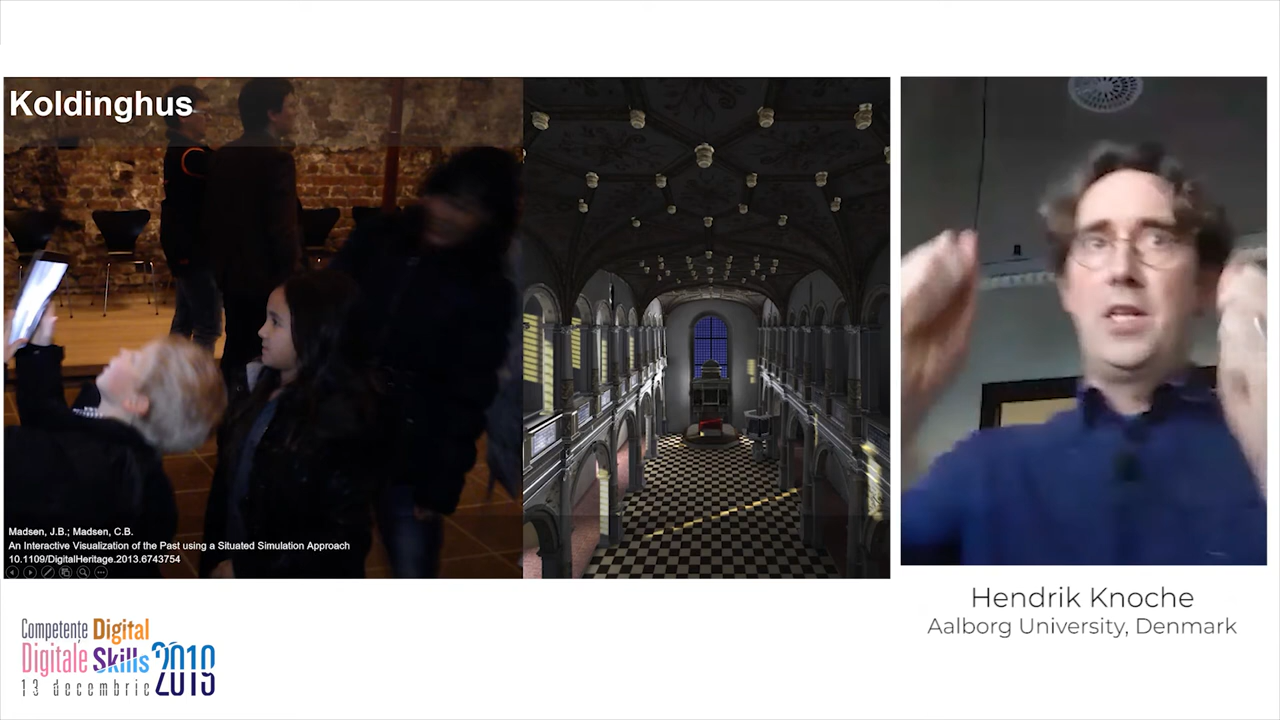 Koldinghus
Madsen, J.B.; Madsen, C.B.
An Interactive Visualization of the Past using a Situated Simulation Approach
10.1109/DigitalHeritage.2013.6743754
Hendrik Knoche
Aalborg University, Denmark
Competențe Digital
Digitale Skills 2019
13 decembrie